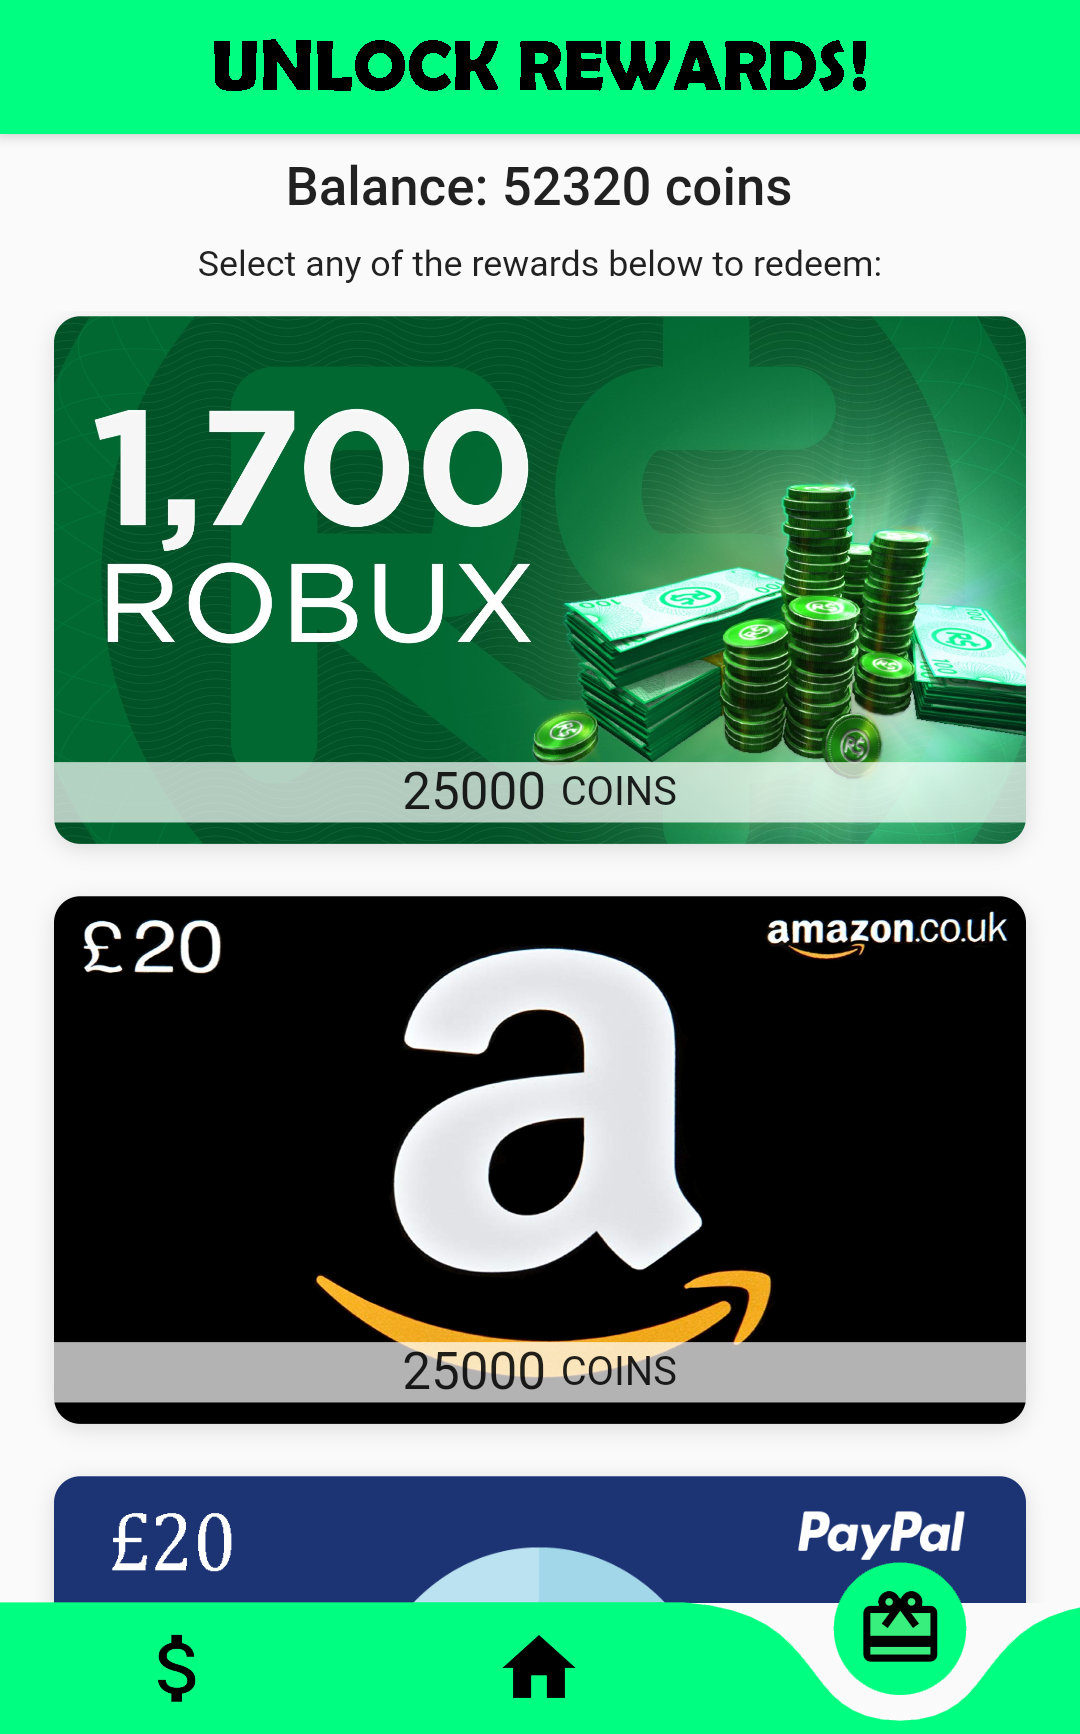 UNLOCK REWARDS!
Balance: 52320 coins
Select any of the rewards below to redeem:
1,700
ROBUX
25000 COINS
£20
amazon.co.uk
a
25000 COINS
£20
PayPal